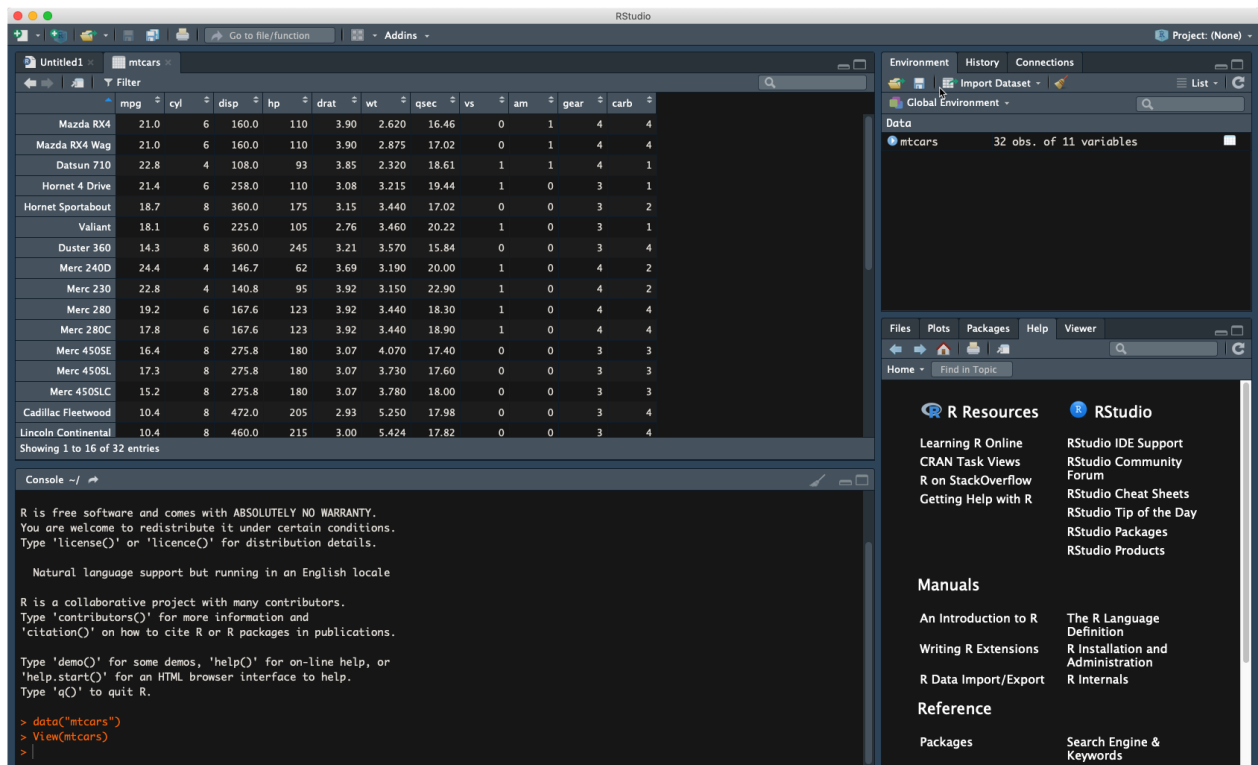 RStudio
Go to file/function
Addins
Project: (None)
Untitled1
mtcars
Filter
mpg cyl disp hp drat wt qsec vs am gear carb
Mazda RX4 21.0 6 160.0 110 3.90 2.620 16.46 0 1 4 4
Mazda RX4 Wag 21.0 6 160.0 110 3.90 2.875 17.02 0 1 4 4
Datsun 710 22.8 4 108.0 93 3.85 2.320 18.61 1 1 4 1
Hornet 4 Drive 21.4 6 258.0 110 3.08 3.215 19.44 1 0 3 1
Hornet Sportabout 18.7 8 360.0 175 3.15 3.440 17.02 0 0 3 2
Valiant 18.1 6 225.0 105 2.76 3.460 20.22 1 0 3 1
Duster 360 14.3 8 360.0 245 3.21 3.570 15.84 0 0 3 4
Merc 240D 24.4 4 146.7 62 3.69 3.190 20.00 1 0 4 2
Merc 230 22.8 4 140.8 95 3.92 3.150 22.90 1 0 4 2
Merc 280 19.2 6 167.6 123 3.92 3.440 18.30 1 0 4 4
Merc 280C 17.8 6 167.6 123 3.92 3.440 18.90 1 0 4 4
Merc 450SE 16.4 8 275.8 180 3.07 4.070 17.40 0 0 3 3
Merc 450SL 17.3 8 275.8 180 3.07 3.730 17.60 0 0 3 3
Merc 450SLC 15.2 8 275.8 180 3.07 3.780 18.00 0 0 3 3
Cadillac Fleetwood 10.4 8 472.0 205 2.93 5.250 17.98 0 0 3 4
Lincoln Continental 10.4 8 460.0 215 3.00 5.424 17.82 0 0 3 4
Showing 1 to 16 of 32 entries
Console ~/
R is free software and comes with ABSOLUTELY NO WARRANTY.
You are welcome to redistribute it under certain conditions.
Type 'license()' or 'licence()' for distribution details.
Natural language support but running in an English locale
R is a collaborative project with many contributors.
Type 'contributors()' for more information and
'citation()' on how to cite R or R packages in publications.
Type 'demo()' for some demos, 'help()' for on-line help, or
'help.start()' for an HTML browser interface to help.
Type 'q()' to quit R.
> data("mtcars")
> View(mtcars)
>
Environment History Connections
Import Dataset
List
Global Environment
Data
mtcars 32 obs. of 11 variables
Files Plots Packages Help Viewer
Home
Find in Topic
R Resources
Learning R Online
CRAN Task Views
R on StackOverflow
Getting Help with R
RStudio
RStudio IDE Support
RStudio Community
Forum
RStudio Cheat Sheets
RStudio Tip of the Day
RStudio Packages
RStudio Products
Manuals
An Introduction to R
The R Language
Definition
Writing R Extensions
R Installation and
Administration
R Data Import/Export
R Internals
Reference
Packages
Search Engine &
Keywords